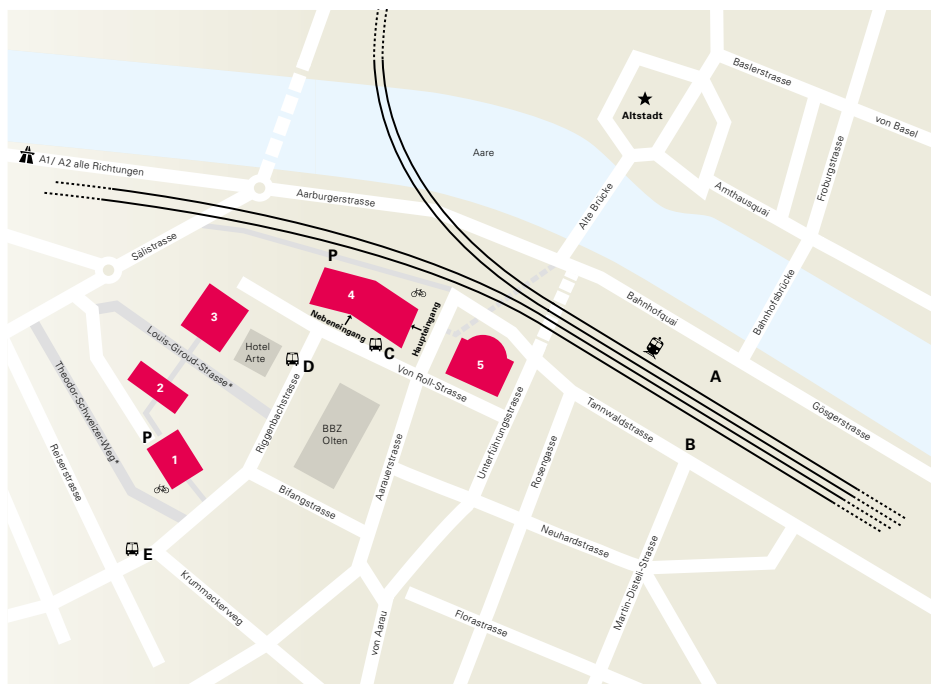 Baslerstrasse
Altstadt
von Basel
Froburgstrasse
A1/ A2 alle Richtungen
Aare
Aarburgerstrasse
Alte Brücke
Amthausquai
Sälistrasse
P
4
Nebeneingang
Haupteingang
Bahnhofquai
Bahnhofsbrücke
3
Louis-Giroud-Strasse*
Hotel
Arte
D
C
5
A
Von Roll-Strasse
Theodor-Schweizer-Weg*
2
Riggenbachstrasse
BBZ
Olten
Unterführungsstrasse
Tannwaldstrasse
Gösgerstrasse
B
P
1
Reiserstrasse
Aarauerstrasse
Rosengasse
Bifangstrasse
Neuhardstrasse
E
Krummackerweg
von Aarau
Florastrasse
Martin-Disteli-Strasse